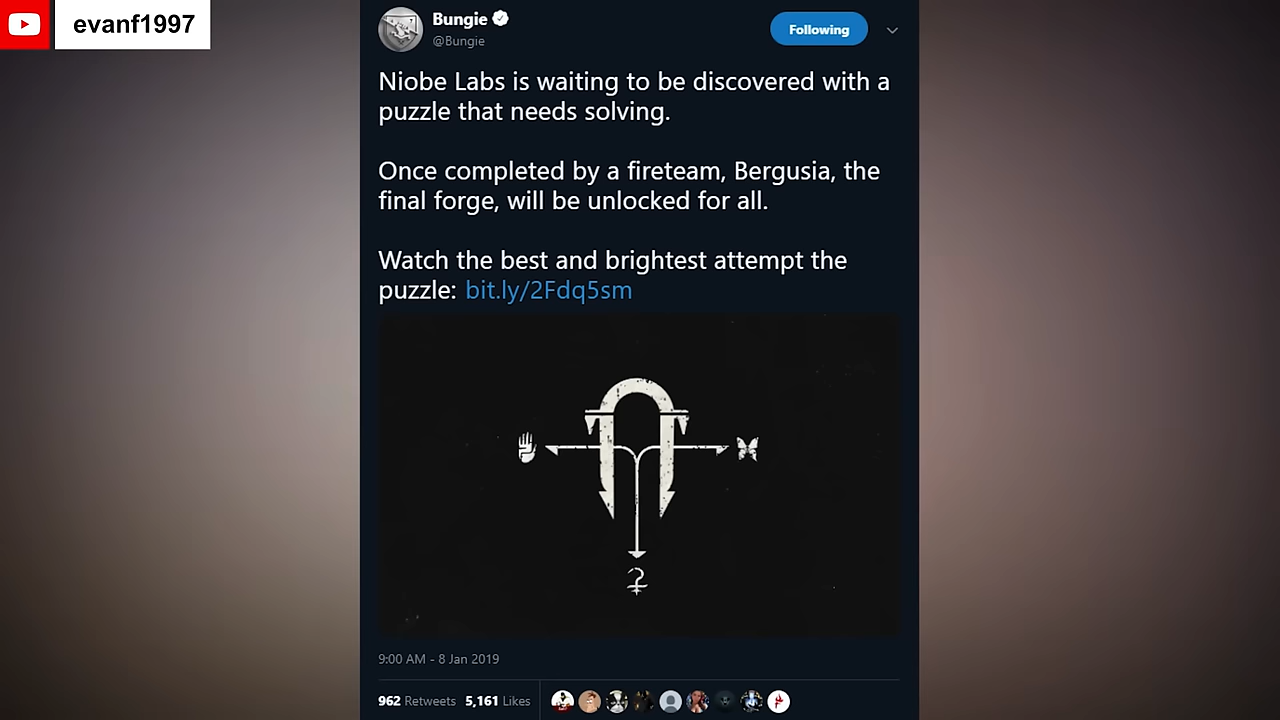 evanf1997
Bungie
@Bungie
Following
Niobe Labs is waiting to be discovered with a
puzzle that needs solving.
Once completed by a fireteam, Bergusia, the
final forge, will be unlocked for all.
Watch the best and brightest attempt the
puzzle: bit.ly/2Fdq5sm
9:00 AM - 8 Jan 2019
962 Retweets 5,161 Likes